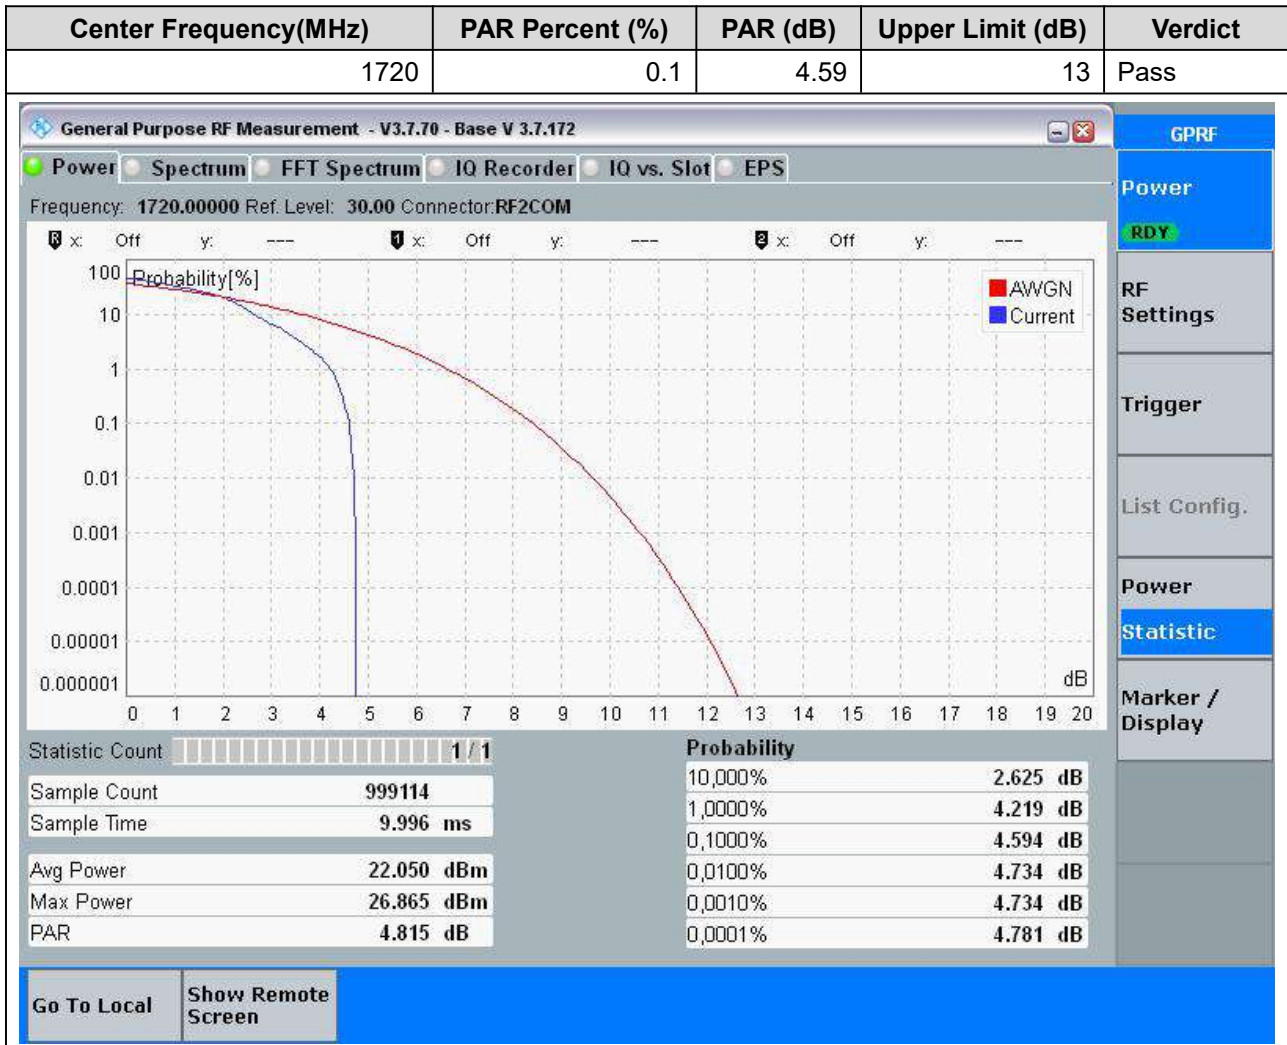 Center Frequency(MHz) PAR Percent (%) PAR (dB) Upper Limit (dB) Verdict
1720 0.1 4.59 13 Pass
General Purpose RF Measurement - V3.7.70 - Base V 3.7.172
GPRF
Power Spectrum FFT Spectrum IQ Recorder IQ vs. Slot EPS
Frequency: 1720.00000 Ref. Level: 30.00 Connector:RF2COM
R x: Off y: --- 1 x: Off y: --- 2 x: Off y: ---
Probability[%]
AWGN
Current
100
10
1
0.1
0.01
0.001
0.0001
0.00001
0.000001
dB
0 1 2 3 4 5 6 7 8 9 10 11 12 13 14 15 16 17 18 19 20
Statistic Count 1 / 1
Sample Count 999114
Sample Time 9.996 ms
Avg Power 22.050 dBm
Max Power 26.865 dBm
PAR 4.815 dB
Probability
10,000% 2.625 dB
1,0000% 4.219 dB
0,1000% 4.594 dB
0,0100% 4.734 dB
0,0010% 4.734 dB
0,0001% 4.781 dB
Power
RDY
RF
Settings
Trigger
List Config.
Power
Statistic
Marker /
Display
Go To Local
Show Remote
Screen